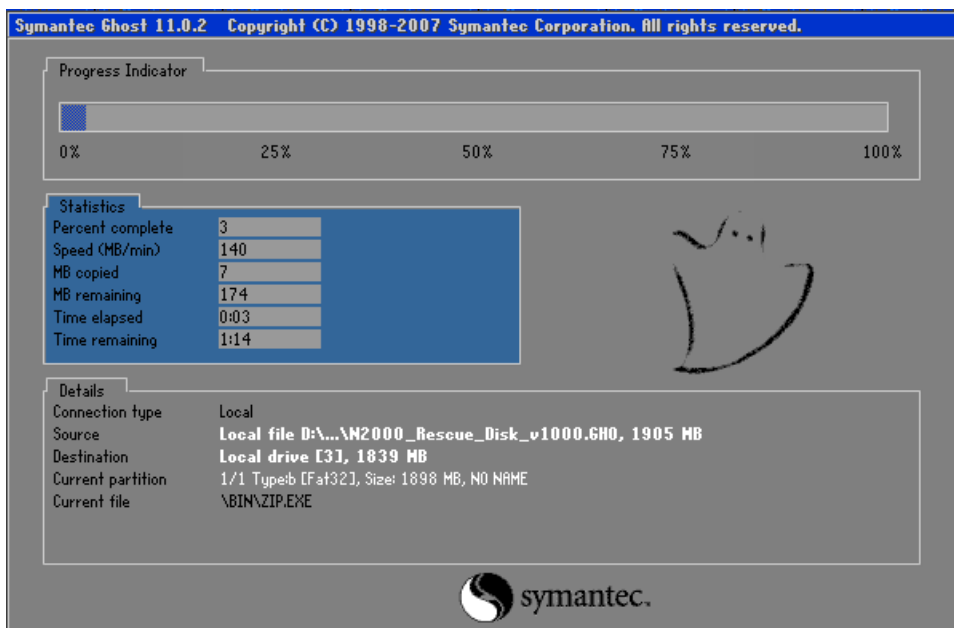 Symantec Ghost 11.0.2 Copyright (C) 1998-2007 Symantec Corporation. All rights reserved.
Progress Indicator
0% 25% 50% 75% 100%
Statistics
Percent complete 3
Speed (MB/min) 140
MB copied 7
MB remaining 174
Time elapsed 0:03
Time remaining 1:14
Details
Connection type Local
Source Local file D:\...\N2000_Rescue_Disk_v1000.GHO, 1905 MB
Destination Local drive [3], 1839 MB
Current partition 1/1 Type:b [Fat32], Size: 1898 MB, NO NAME
Current file \BIN\ZIP.EXE
symantec.